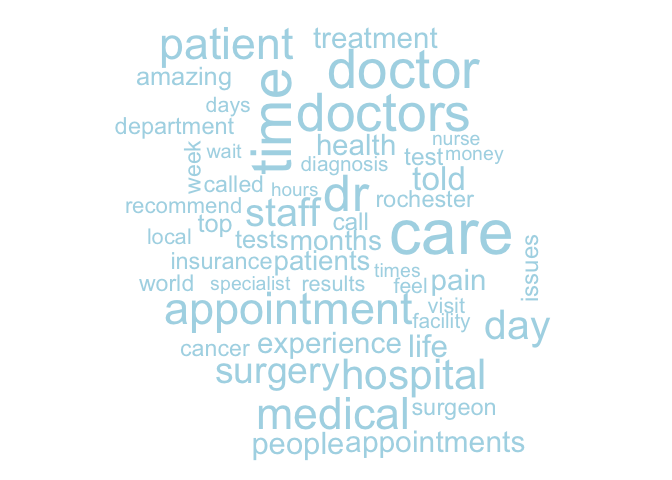 patient
treatment
amazing
doctor
time
days
doctors
department
nurse
health
wait
week
diagnosis
test
money
called
hours
told
dr
rochester
recommend
staff
top
call
care
local
tests
months
insurance
patients
times
issues
world
specialist
results
feel
pain
appointment
visit
facility
day
cancer
experience
life
surgery
hospital
medical
surgeon
people
appointments